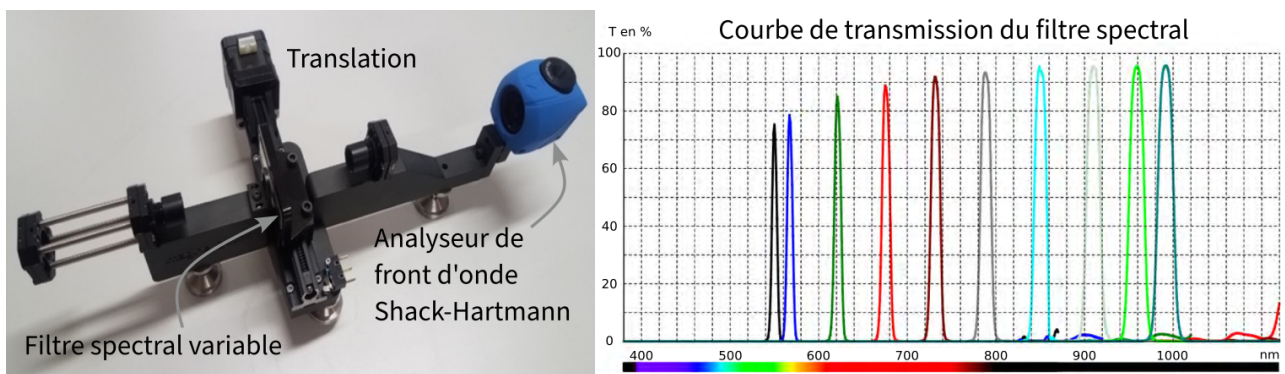 Translation
Analyseur de
front d'onde
Shack-Hartmann
Filtre spectral variable
T en %
Courbe de transmission du filtre spectral
100
80
60
40
20
0
400 500 600 700 800 900 1000 nm